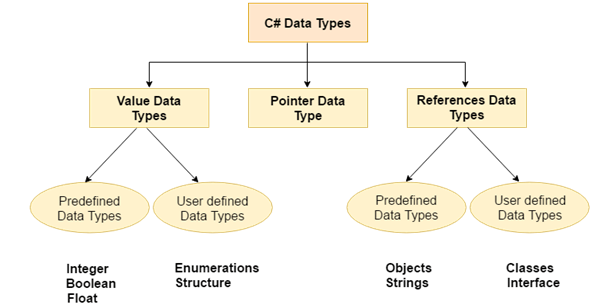 C# Data Types
Value Data
Types
Pointer Data
Type
References Data
Types
Predefined
Data Types
User defined
Data Types
Predefined
Data Types
User defined
Data Types
Integer
Boolean
Float
Enumerations
Structure
Objects
Strings
Classes
Interface